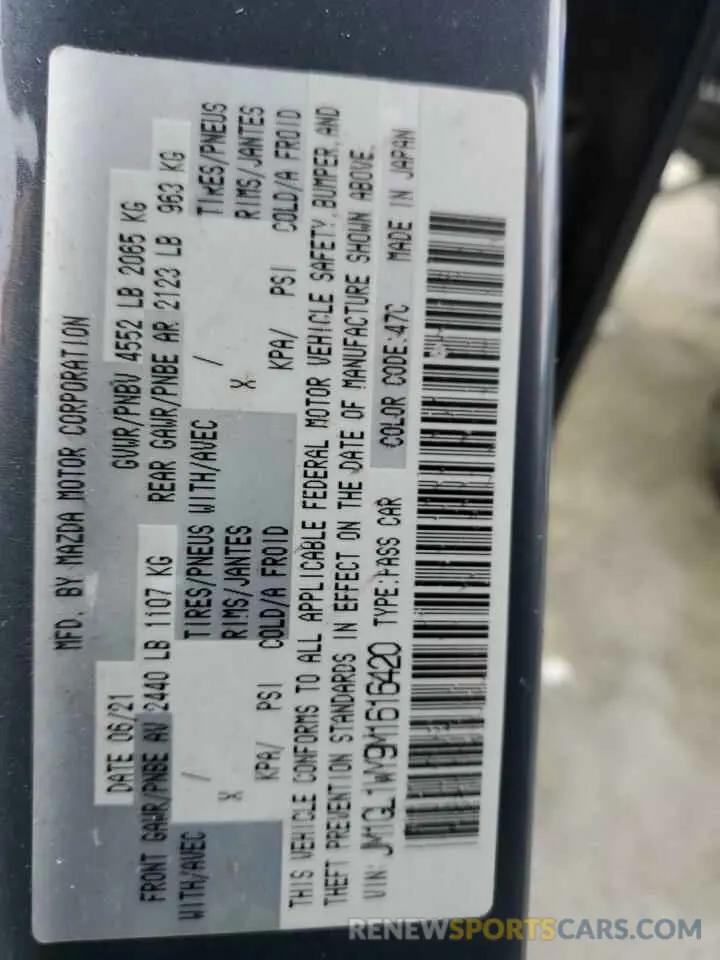 MFD. BY MAZDA MOTOR CORPORATION
DATE 06/21 GVWR/PNBV 4552 LB 2065 KG
FRONT GAWR/PNBE AV 2440 LB 1107 KG REAR GAWR/PNBE AR 2123 LB 963 KG
WITH/AVEC / X TIRES/PNEUS WITH/AVEC / X TIRES/PNEUS
RIMS/JANTES RIMS/JANTES
KPA/ PSI COLD/A FROID KPA/ PSI COLD/A FROID
THIS VEHICLE CONFORMS TO ALL APPLICABLE FEDERAL MOTOR VEHICLE SAFETY, BUMPER, AND
THEFT PREVENTION STANDARDS IN EFFECT ON THE DATE OF MANUFACTURE SHOWN ABOVE.
VIN: JM1GL1WY9M1616420 TYPE:PASS CAR COLOR CODE:47C MADE IN JAPAN
RENEWSPORTSCARS.COM